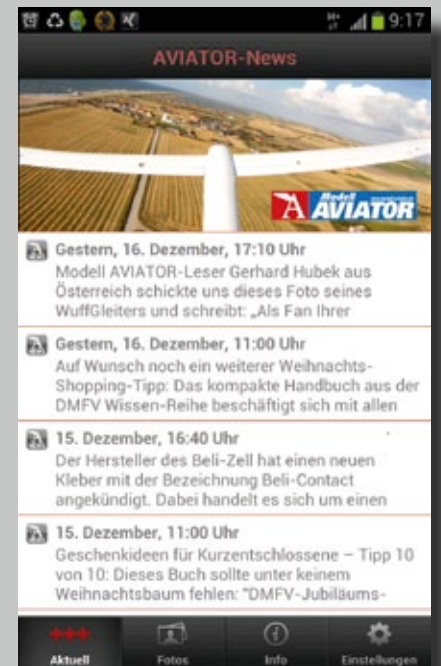 9:17
AVIATOR-News
Modell
AVIATOR
Gestern, 16. Dezember, 17:10 Uhr
Modell AVIATOR-Leser Gerhard Hubek aus
Österreich schickte uns dieses Foto seines
WuffGleiters und schreibt: „Als Fan Ihrer
Gestern, 16. Dezember, 11:00 Uhr
Auf Wunsch noch ein weiterer Weihnachts-
Shopping-Tipp: Das kompakte Handbuch aus der
DMFV Wissen-Reihe beschäftigt sich mit allen
15. Dezember, 16:40 Uhr
Der Hersteller des Beli-Zell hat einen neuen
Kleber mit der Bezeichnung Beli-Contact
angekündigt. Dabei handelt es sich um einen
15. Dezember, 11:00 Uhr
Geschenkideen für Kurzentschlossene – Tipp 10
von 10: Dieses Buch sollte unter keinem
Weihnachtsbaum fehlen: "DMFV-Jubiläums-
+++
Aktuell Fotos Info Einstellungen